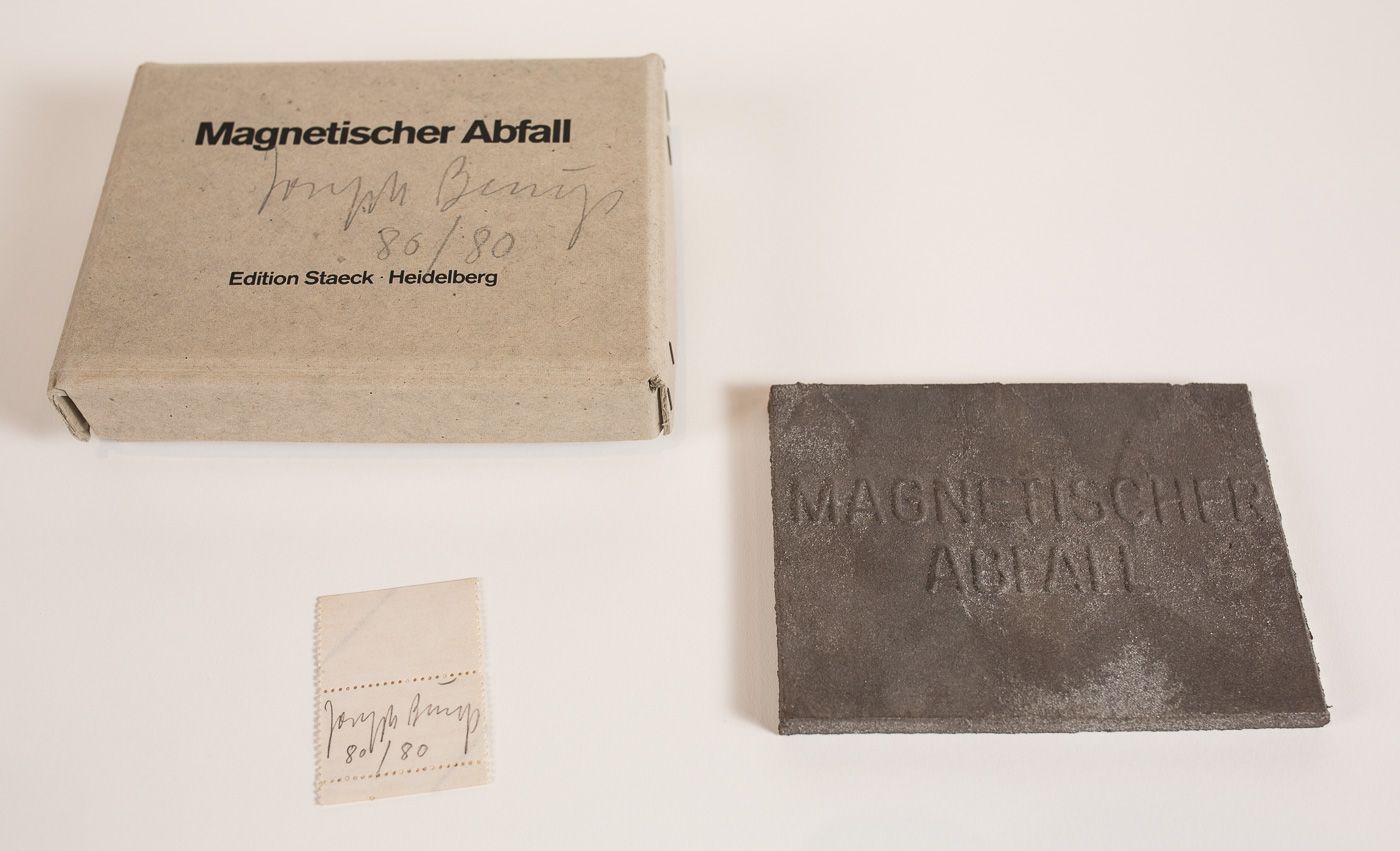 Magnetischer Abfall
Joseph Beuys
80/80
Edition Staeck · Heidelberg
MAGNETISCHER
ABFALL
Joseph Beuys
80/80